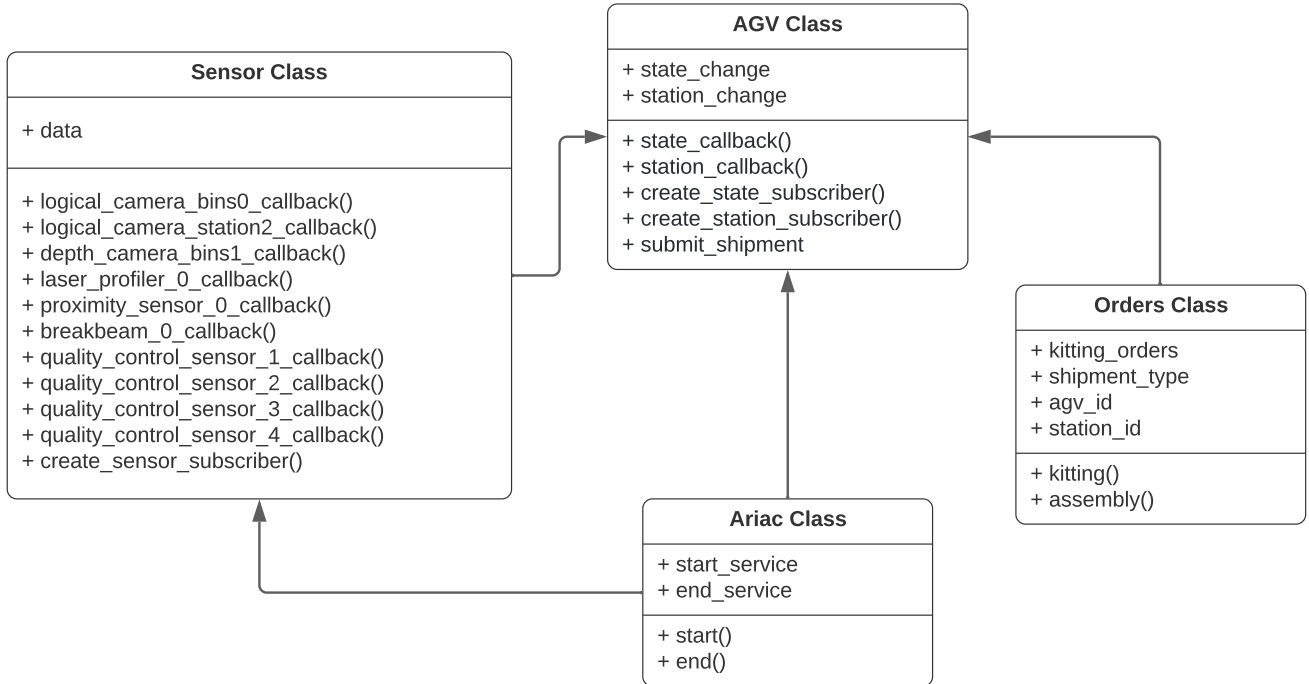 Sensor Class
+ data
+ logical_camera_bins0_callback()
+ logical_camera_station2_callback()
+ depth_camera_bins1_callback()
+ laser_profiler_0_callback()
+ proximity_sensor_0_callback()
+ breakbeam_0_callback()
+ quality_control_sensor_1_callback()
+ quality_control_sensor_2_callback()
+ quality_control_sensor_3_callback()
+ quality_control_sensor_4_callback()
+ create_sensor_subscriber()
AGV Class
+ state_change
+ station_change
+ state_callback()
+ station_callback()
+ create_state_subscriber()
+ create_station_subscriber()
+ submit_shipment
Orders Class
+ kitting_orders
+ shipment_type
+ agv_id
+ station_id
+ kitting()
+ assembly()
Ariac Class
+ start_service
+ end_service
+ start()
+ end()